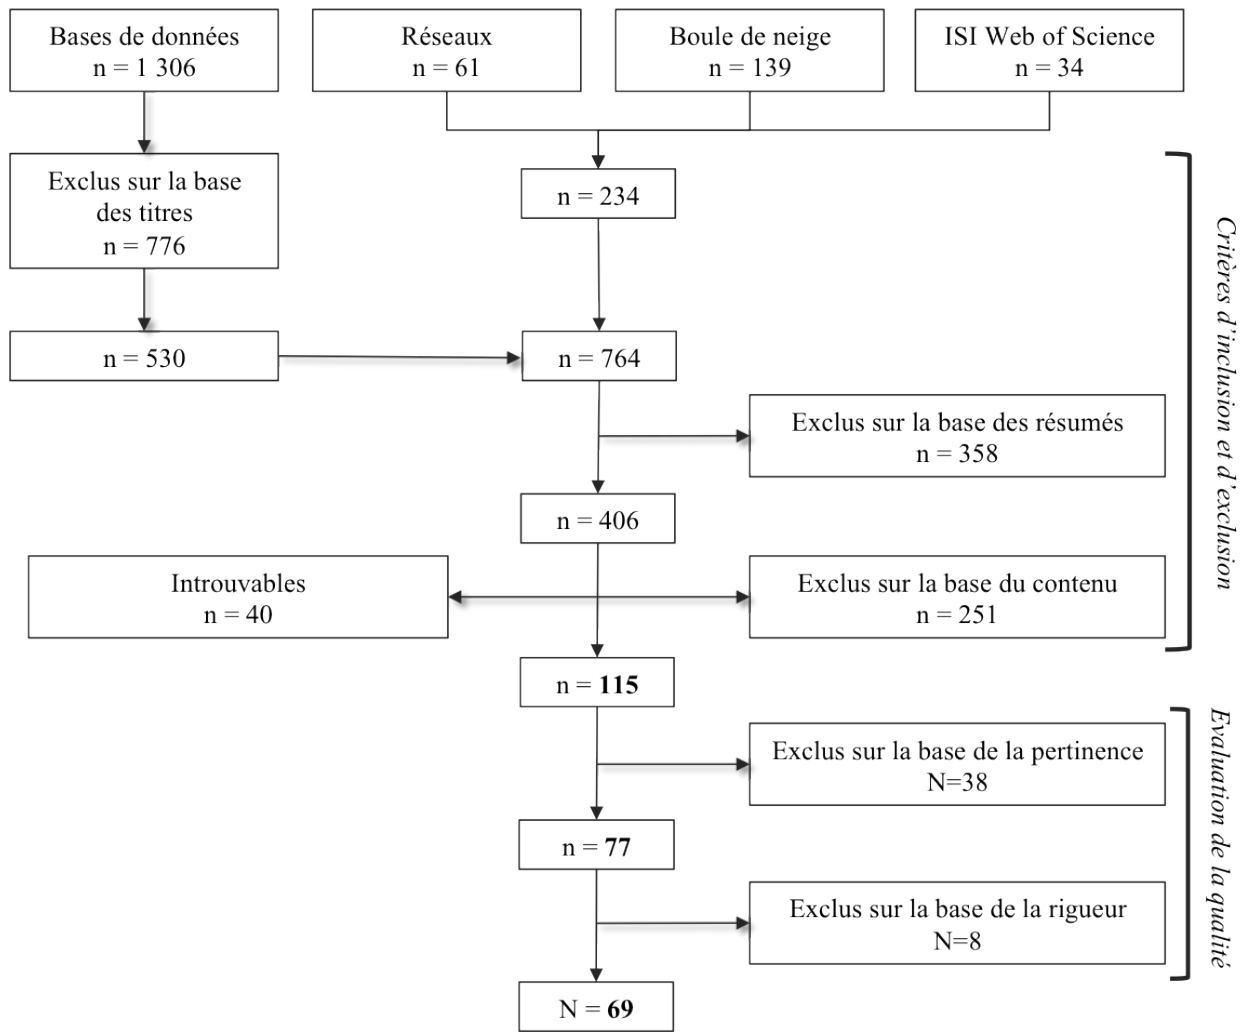 Bases de données
n = 1 306
Réseaux
n = 61
Boule de neige
n = 139
ISI Web of Science
n = 34
Exclus sur la base
des titres
n = 776
n = 234
n = 530
n = 764
Exclus sur la base des résumés
n = 358
n = 406
Introuvables
n = 40
Exclus sur la base du contenu
n = 251
n = 115
Critères d'inclusion et d'exclusion
Exclus sur la base de la pertinence
N=38
n = 77
Exclus sur la base de la rigueur
N=8
N = 69
Evaluation de la qualité